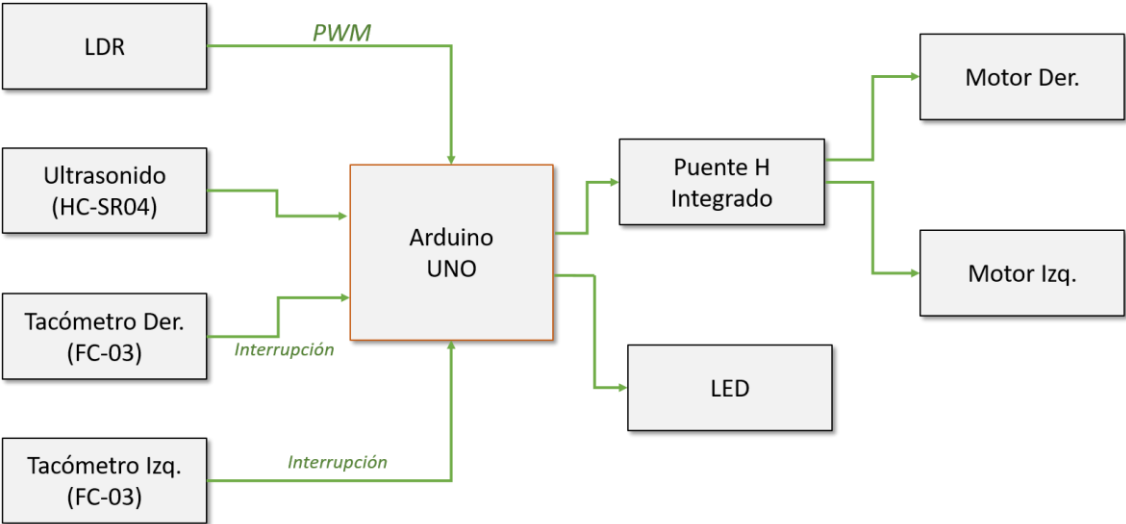 LDR
PWM
Ultrasonido
(HC-SR04)
Tacómetro Der.
(FC-03)
Interrupción
Tacómetro Izq.
(FC-03)
Interrupción
Arduino
UNO
Puente H
Integrado
LED
Motor Der.
Motor Izq.